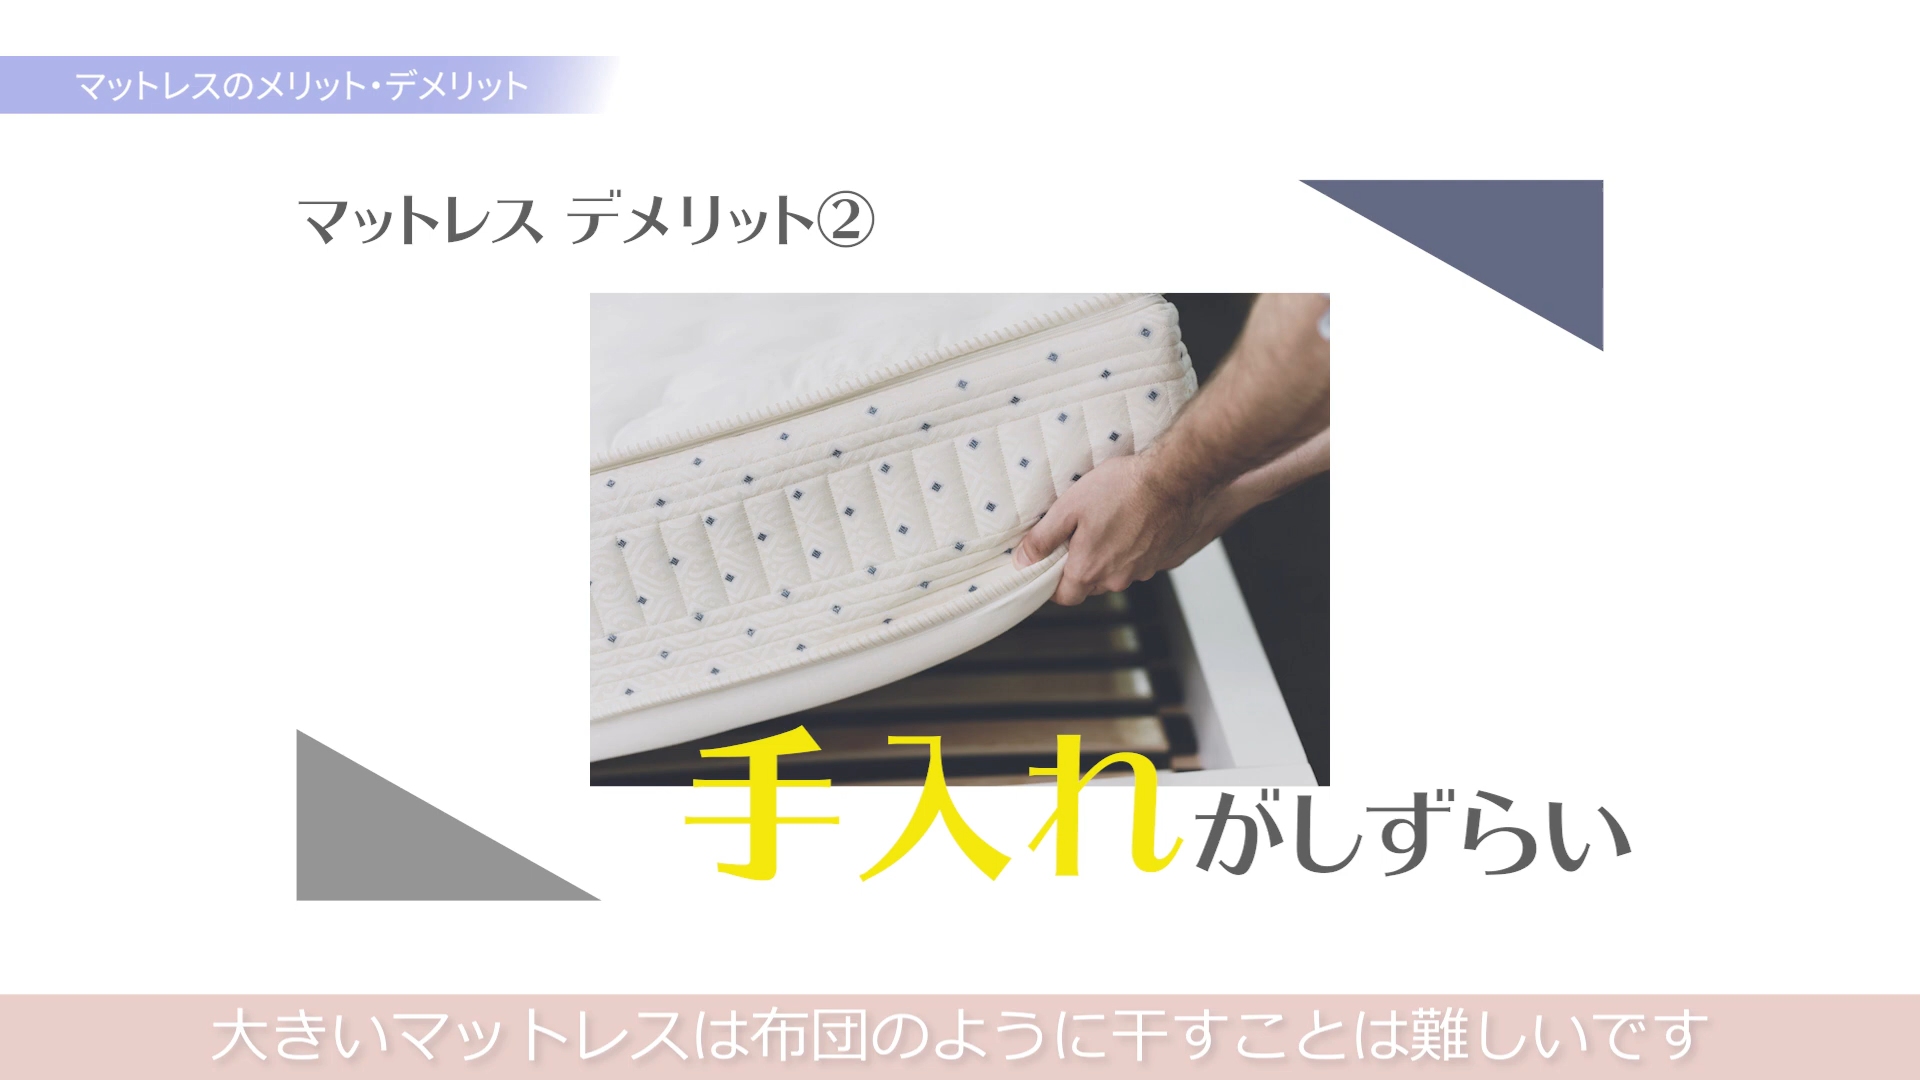 マットレスのメリット・デメリット
マットレス デメリット②
手入れがしずらい
大きいマットレスは布団のように干すことは難しいです